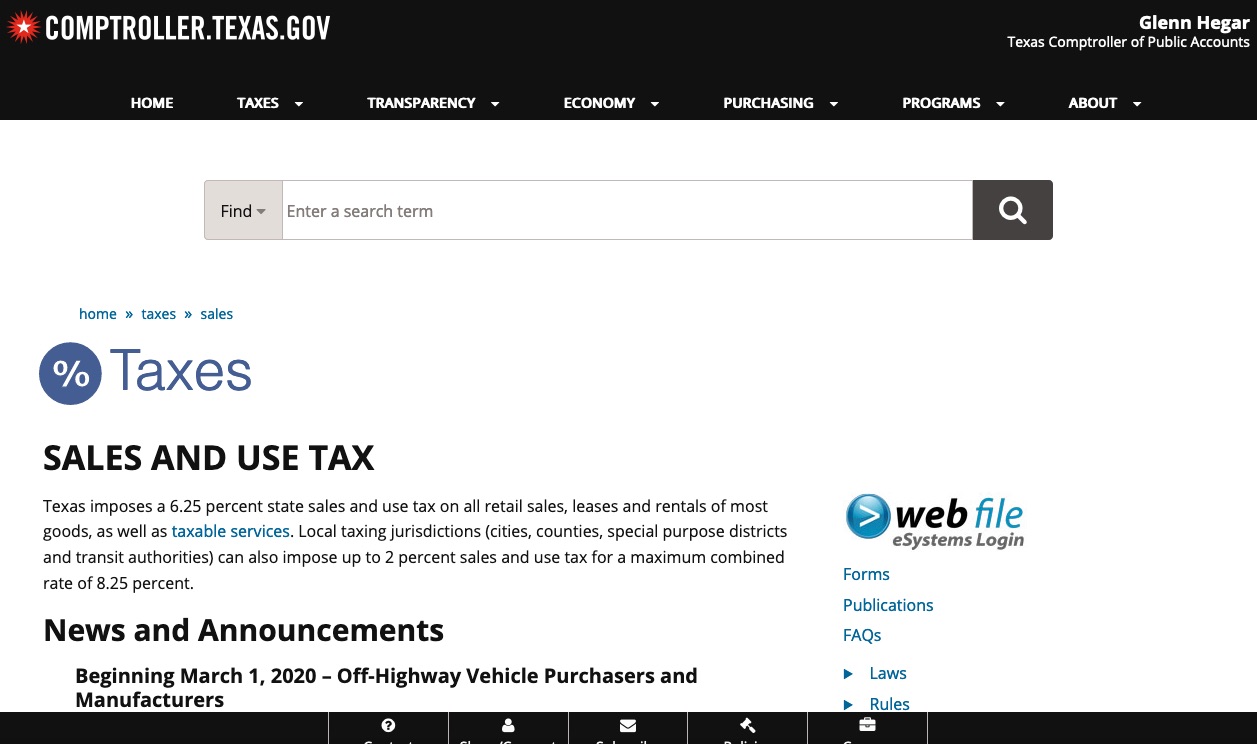 COMPTROLLER.TEXAS.GOV
Glenn Hegar
Texas Comptroller of Public Accounts
HOME TAXES TRANSPARENCY ECONOMY PURCHASING PROGRAMS ABOUT
Find Enter a search term
home » taxes » sales
% Taxes
SALES AND USE TAX
Texas imposes a 6.25 percent state sales and use tax on all retail sales, leases and rentals of most
goods, as well as taxable services. Local taxing jurisdictions (cities, counties, special purpose districts
and transit authorities) can also impose up to 2 percent sales and use tax for a maximum combined
rate of 8.25 percent.
News and Announcements
Beginning March 1, 2020 – Off-Highway Vehicle Purchasers and
Manufacturers
> web file
eSystems Login
Forms
Publications
FAQs
Laws
Rules